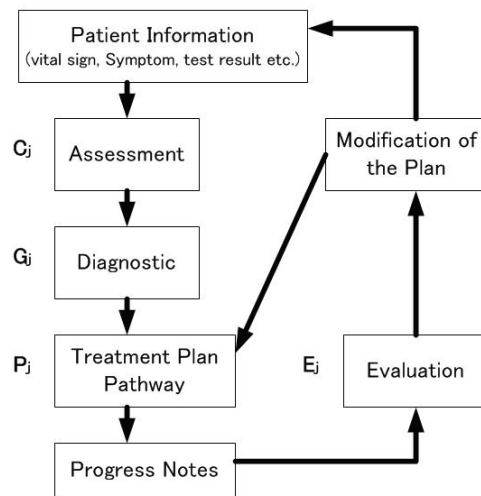 Patient Information
(vital sign, Symptom, test result etc.)
Cj
Assessment
Modification of
the Plan
Gj
Diagnostic
Pj
Treatment Plan
Pathway
Ej
Evaluation
Progress Notes